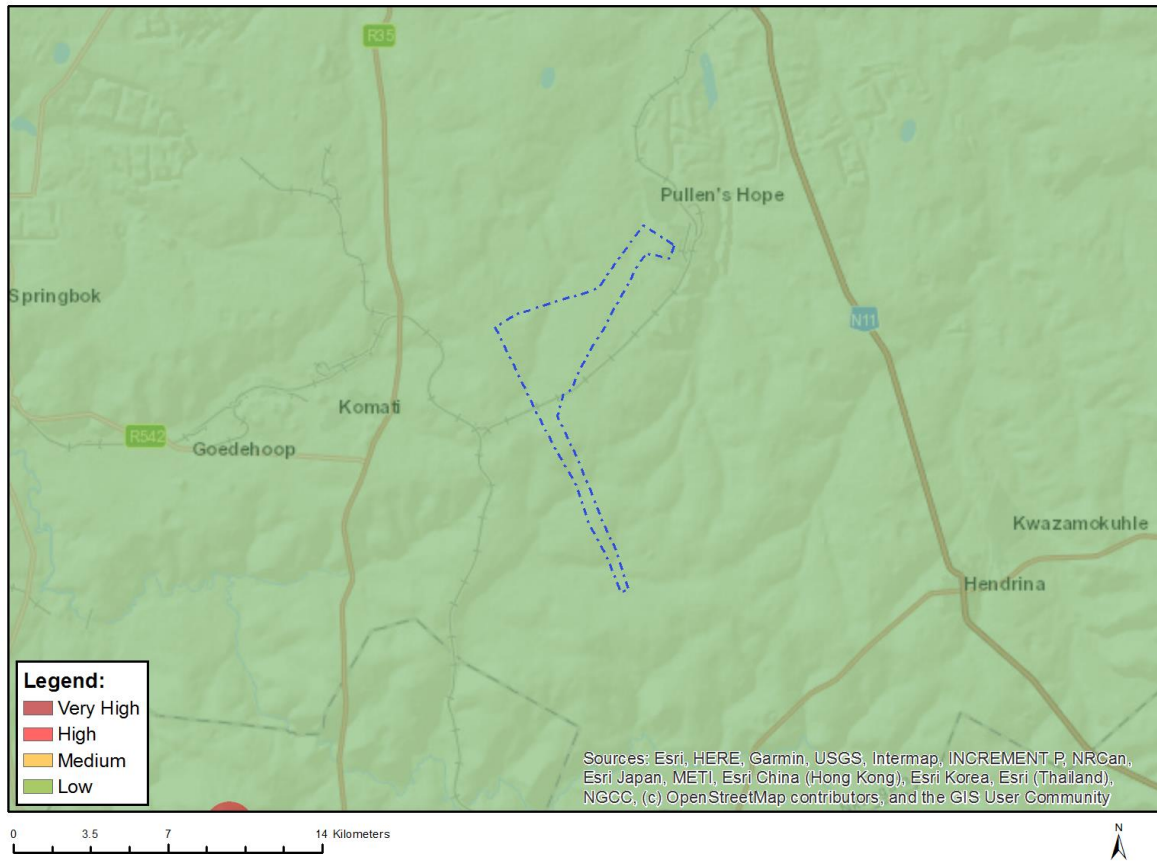 R35
Pullen's Hope
Springbok
N11
Komati
R542
Goedehoop
Kwazamokuhle
Hendrina
Legend:
Very High
High
Medium
Low
Sources: Esri, HERE, Garmin, USGS, Intermap, INCREMENT P, NRCan,
Esri Japan, METI, Esri China (Hong Kong), Esri Korea, Esri (Thailand),
NGCC, (c) OpenStreetMap contributors, and the GIS User Community
0 3.5 7 14 Kilometers
N